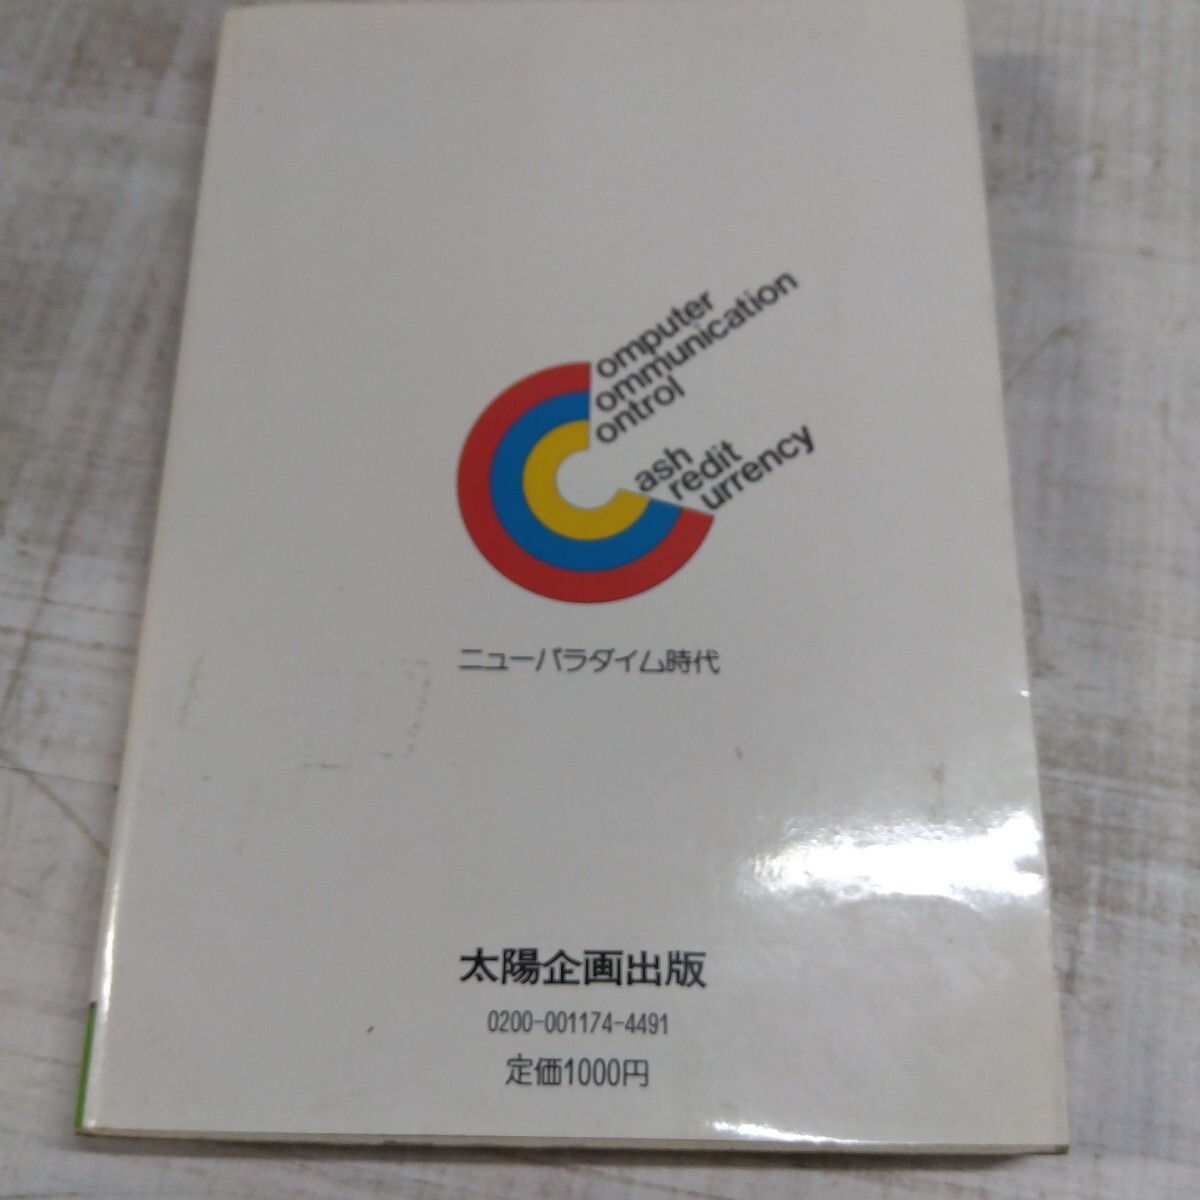 omputer
ommunication
ontrol
ash
redit
urrency
ニューパラダイム時代
太陽企画出版
0200-001174-4491
定価1000円